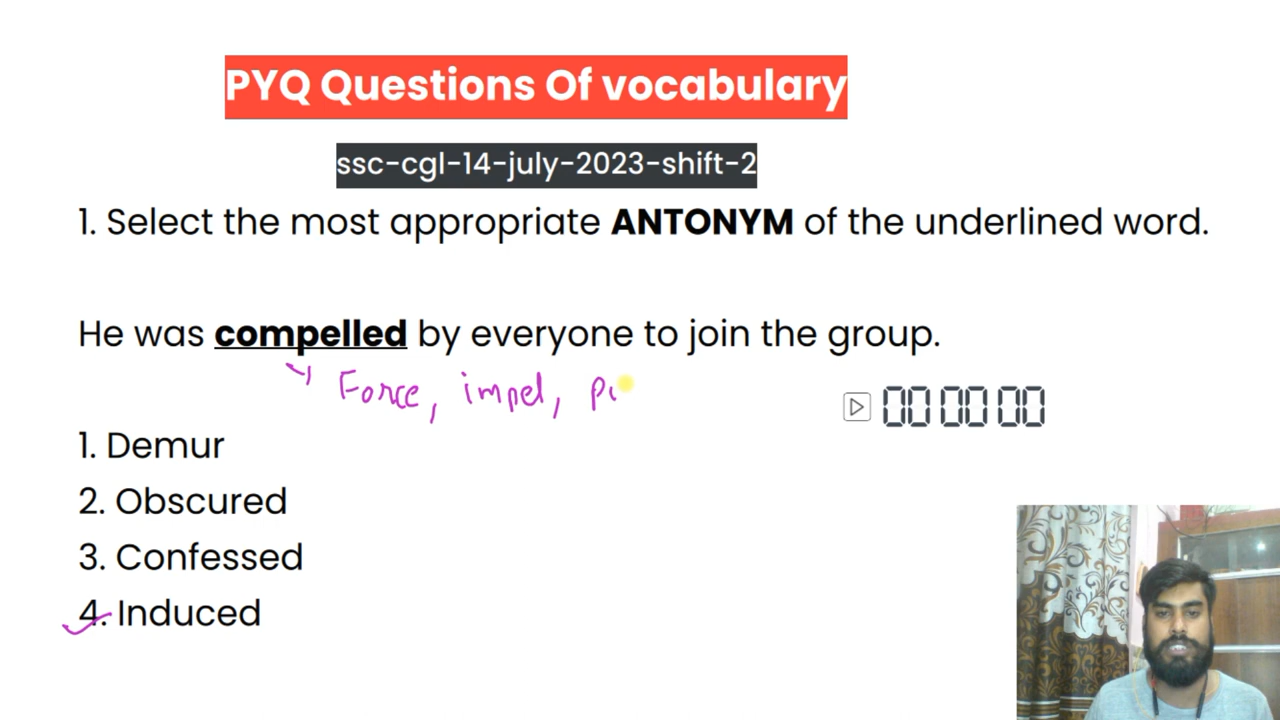 PYQ Questions Of vocabulary
ssc-cgl-14-july-2023-shift-2
1. Select the most appropriate ANTONYM of the underlined word.
He was compelled by everyone to join the group.
Force, impel,
00 00 00
1. Demur
2. Obscured
3. Confessed
4. Induced